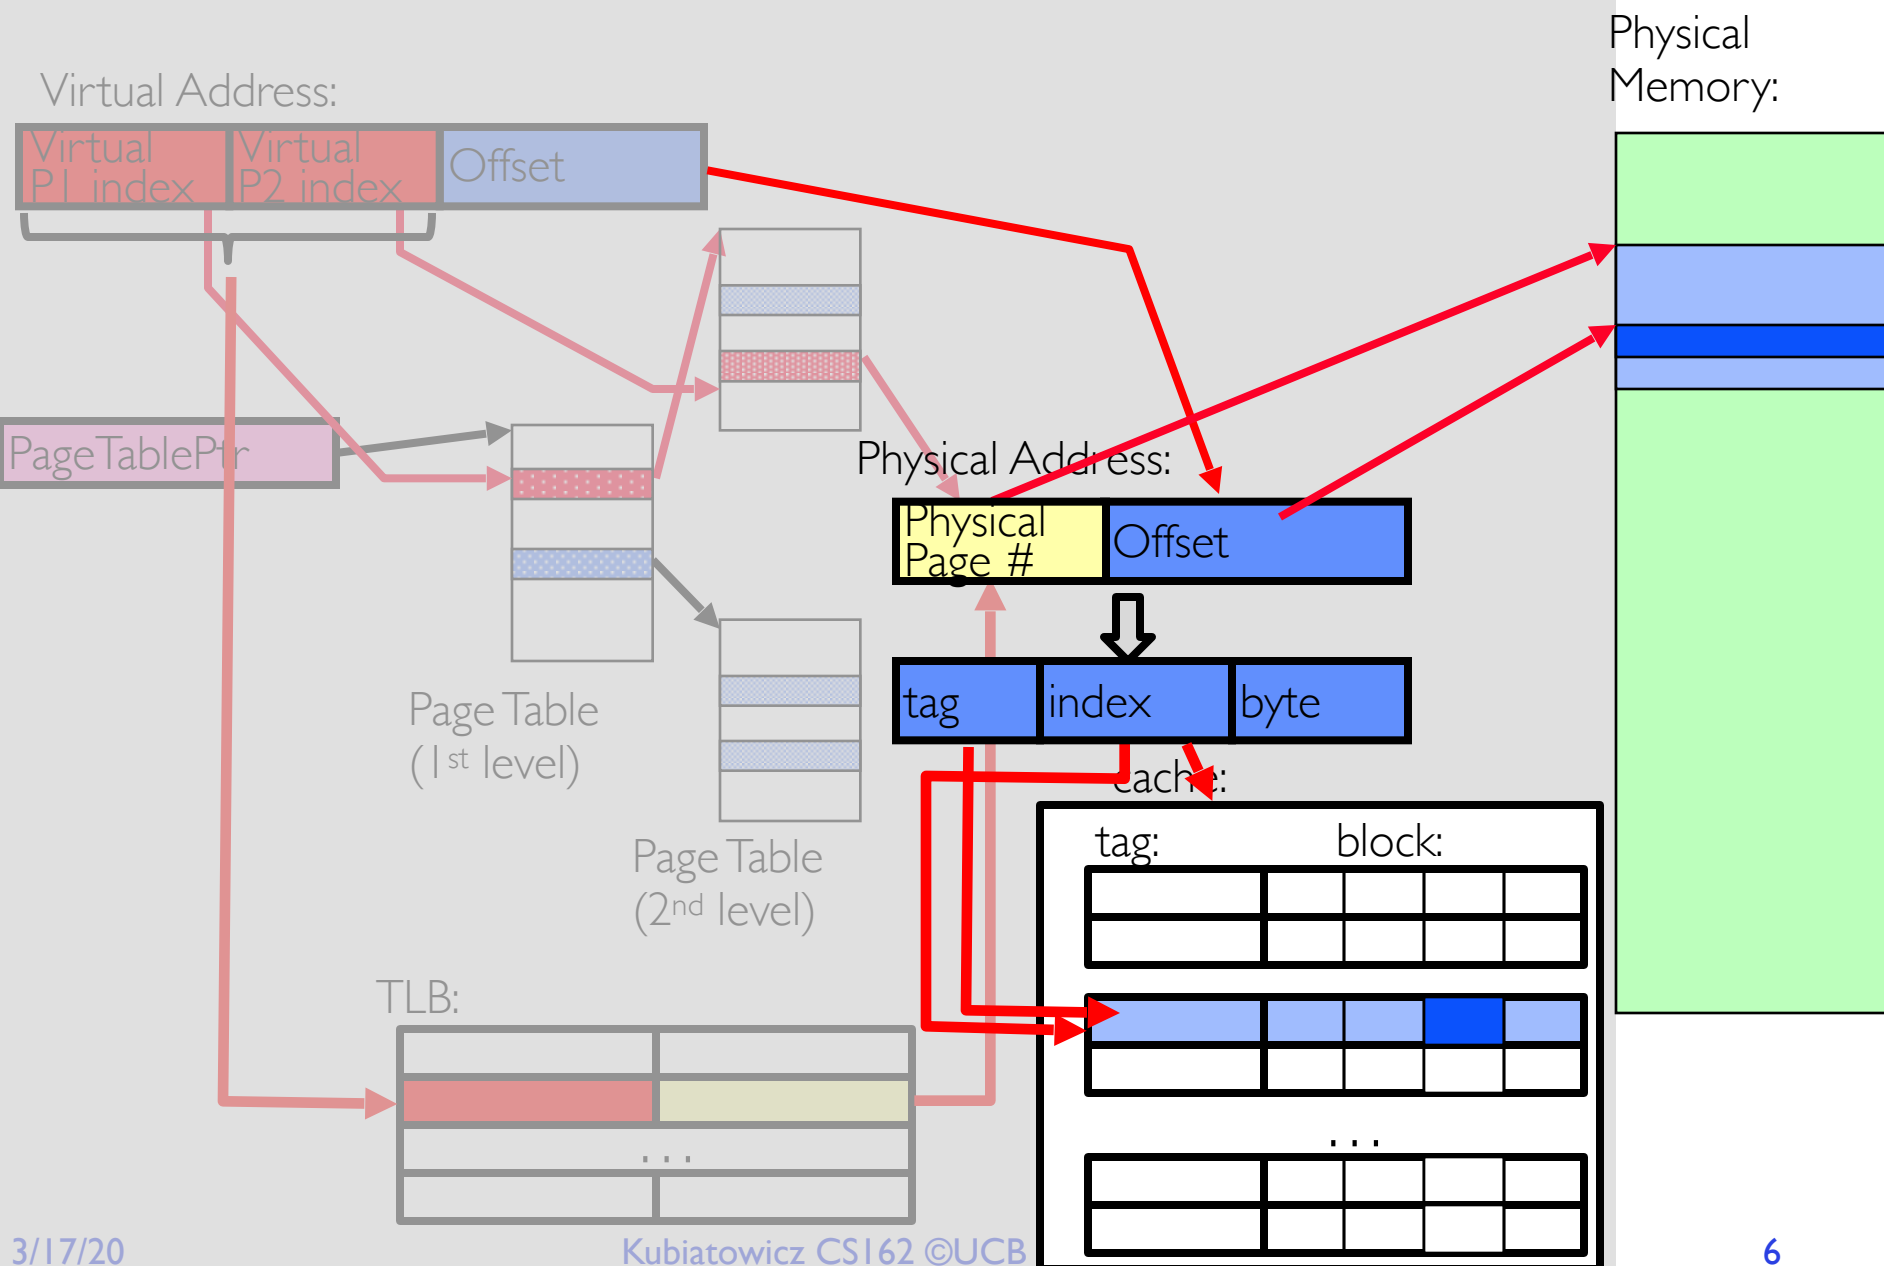 Physical
Memory:
Virtual Address:
Virtual
P1 index
Virtual
P2 index
Offset
PageTablePtr
Physical Address:
Physical
Page #
Offset
tag
index
byte
Page Table
(1st level)
cache:
tag:
block:
Page Table
(2nd level)
TLB:
. . .
. . .
3/17/20
Kubiatowicz CS162 ©UCB
6